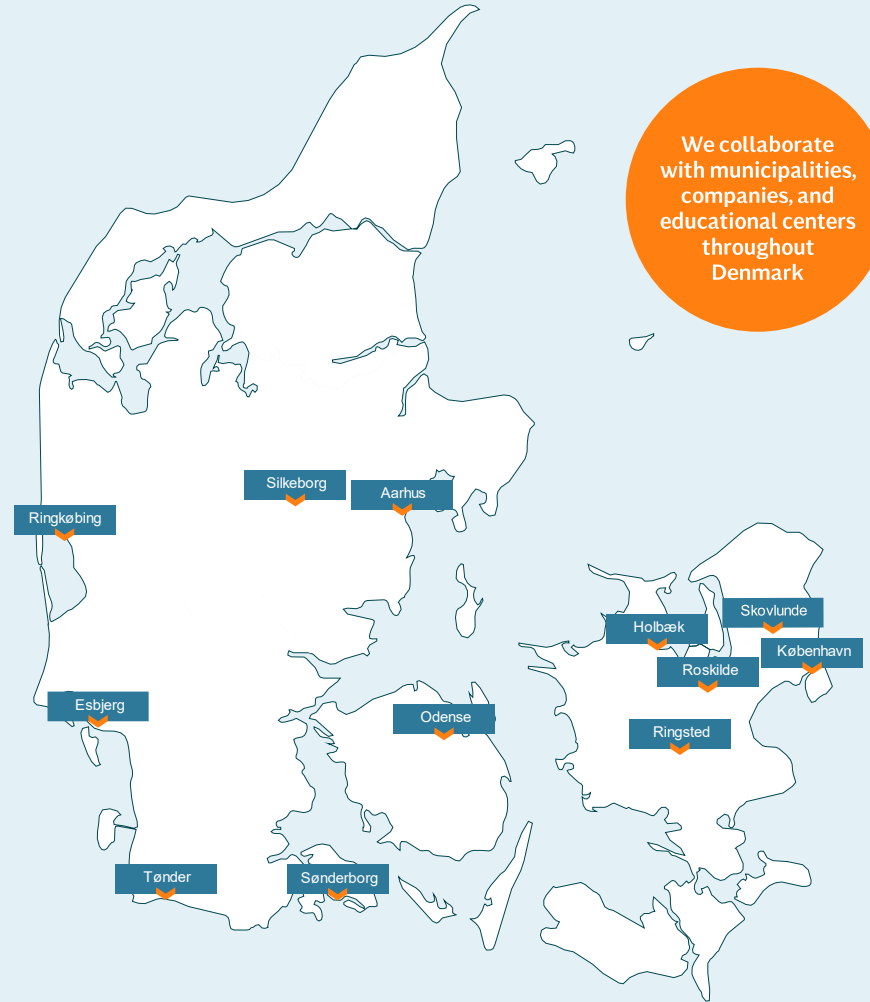 We collaborate
with municipalities,
companies, and
educational centers
throughout
Denmark
Silkeborg
Aarhus
Ringkøbing
Skovlunde
Holbæk
København
Roskilde
Esbjerg
Odense
Ringsted
Tønder
Sønderborg